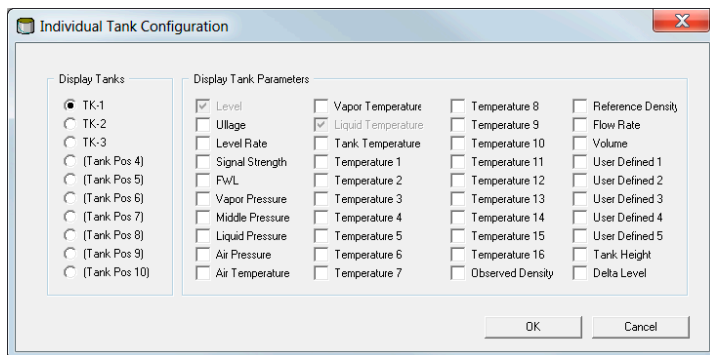 Individual Tank Configuration
Display Tanks
TK-1
TK-2
TK-3
(Tank Pos 4)
(Tank Pos 5)
(Tank Pos 6)
(Tank Pos 7)
(Tank Pos 8)
(Tank Pos 9)
(Tank Pos 10)
Display Tank Parameters
Level
Ullage
Level Rate
Signal Strength
FWL
Vapor Pressure
Middle Pressure
Liquid Pressure
Air Pressure
Air Temperature
Vapor Temperature
Liquid Temperature
Tank Temperature
Temperature 1
Temperature 2
Temperature 3
Temperature 4
Temperature 5
Temperature 6
Temperature 7
Temperature 8
Temperature 9
Temperature 10
Temperature 11
Temperature 12
Temperature 13
Temperature 14
Temperature 15
Temperature 16
Observed Density
Reference Density
Flow Rate
Volume
User Defined 1
User Defined 2
User Defined 3
User Defined 4
User Defined 5
Tank Height
Delta Level
OK
Cancel